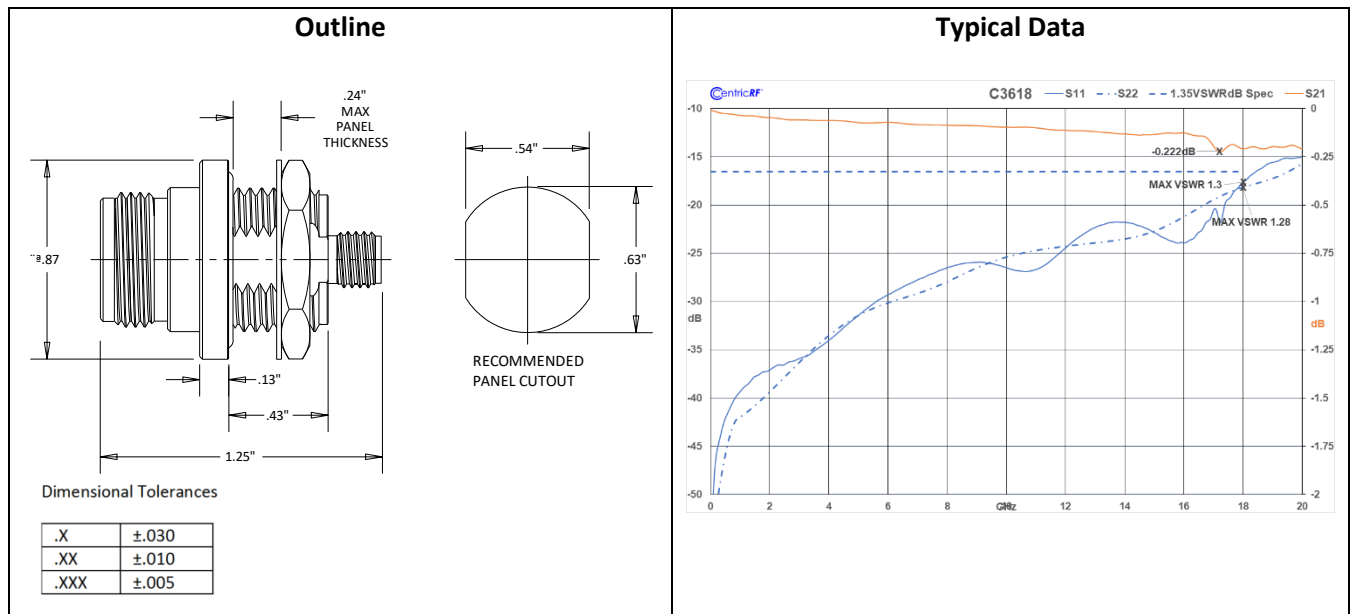 Outline
.24"
MAX
PANEL
THICKNESS
.54"
.87
.63"
RECOMMENDED
PANEL CUTOUT
.13"
.43"
1.25"
Dimensional Tolerances
.X ±.030
.XX ±.010
.XXX ±.005
Typical Data
CentricRF
C3618 S11 S22 1.35VSWRdB Spec S21
-10 0
-0.222dB
-15 -0.25
MAX VSWR 1.3
-20 -0.5
MAX VSWR 1.28
-25 -0.75
-30 -1
dB dB
-35 -1.25
-40 -1.5
-45 -1.75
-50 -2
0 2 4 6 8 GHz 12 14 16 18 20